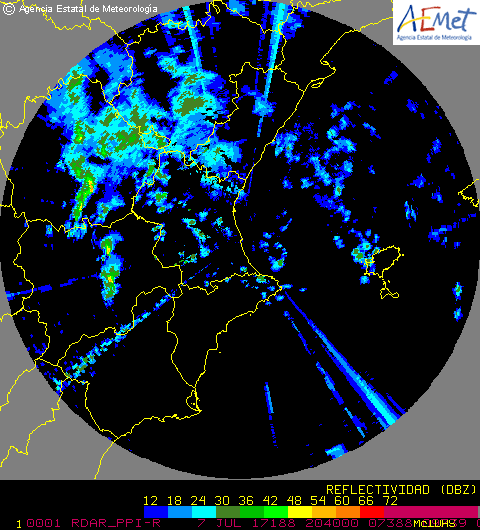 © Agencia Estatal de Meteorología
AEMet
Agencia Estatal de Meteorología
REFLECTIVIDAD (DBZ)
12 18 24 30 36 42 48 54 60 66 72
1 0001 RDAR_PPI-R 7 JUL 17188 204000 07388